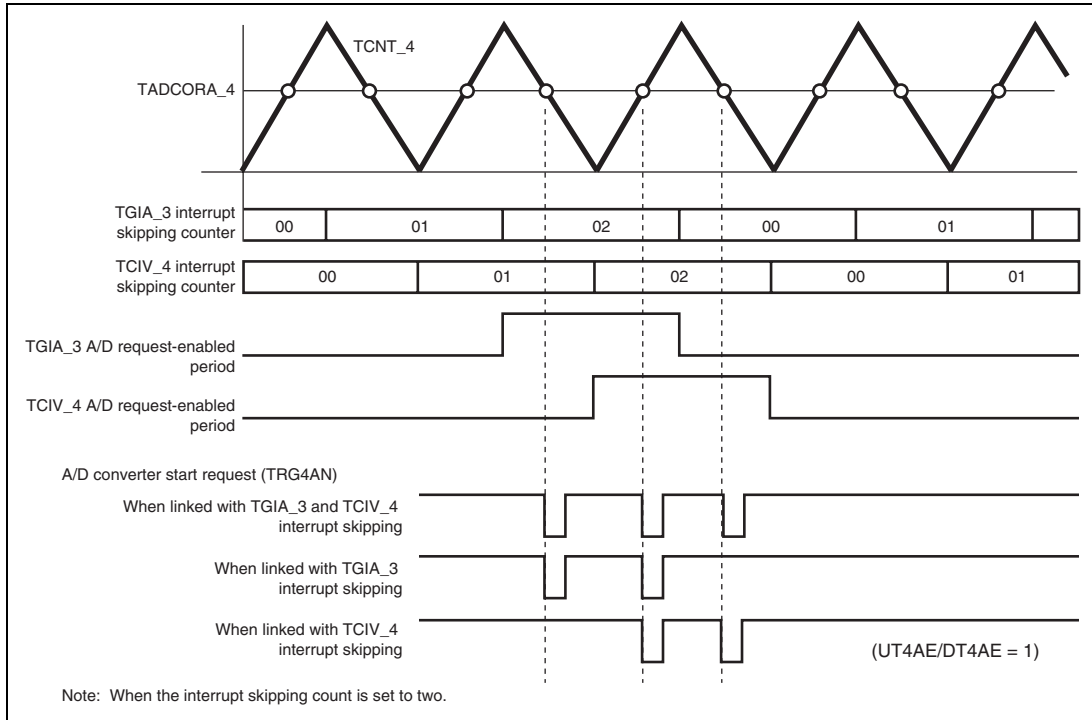 TCNT_4
TADCORA_4
TGIA_3 interrupt
skipping counter
00 01 02 00 01
TCIV_4 interrupt
skipping counter
00 01 02 00 01
TGIA_3 A/D request-enabled
period
TCIV_4 A/D request-enabled
period
A/D converter start request (TRG4AN)
When linked with TGIA_3 and TCIV_4
interrupt skipping
When linked with TGIA_3
interrupt skipping
When linked with TCIV_4
interrupt skipping
(UT4AE/DT4AE = 1)
Note: When the interrupt skipping count is set to two.